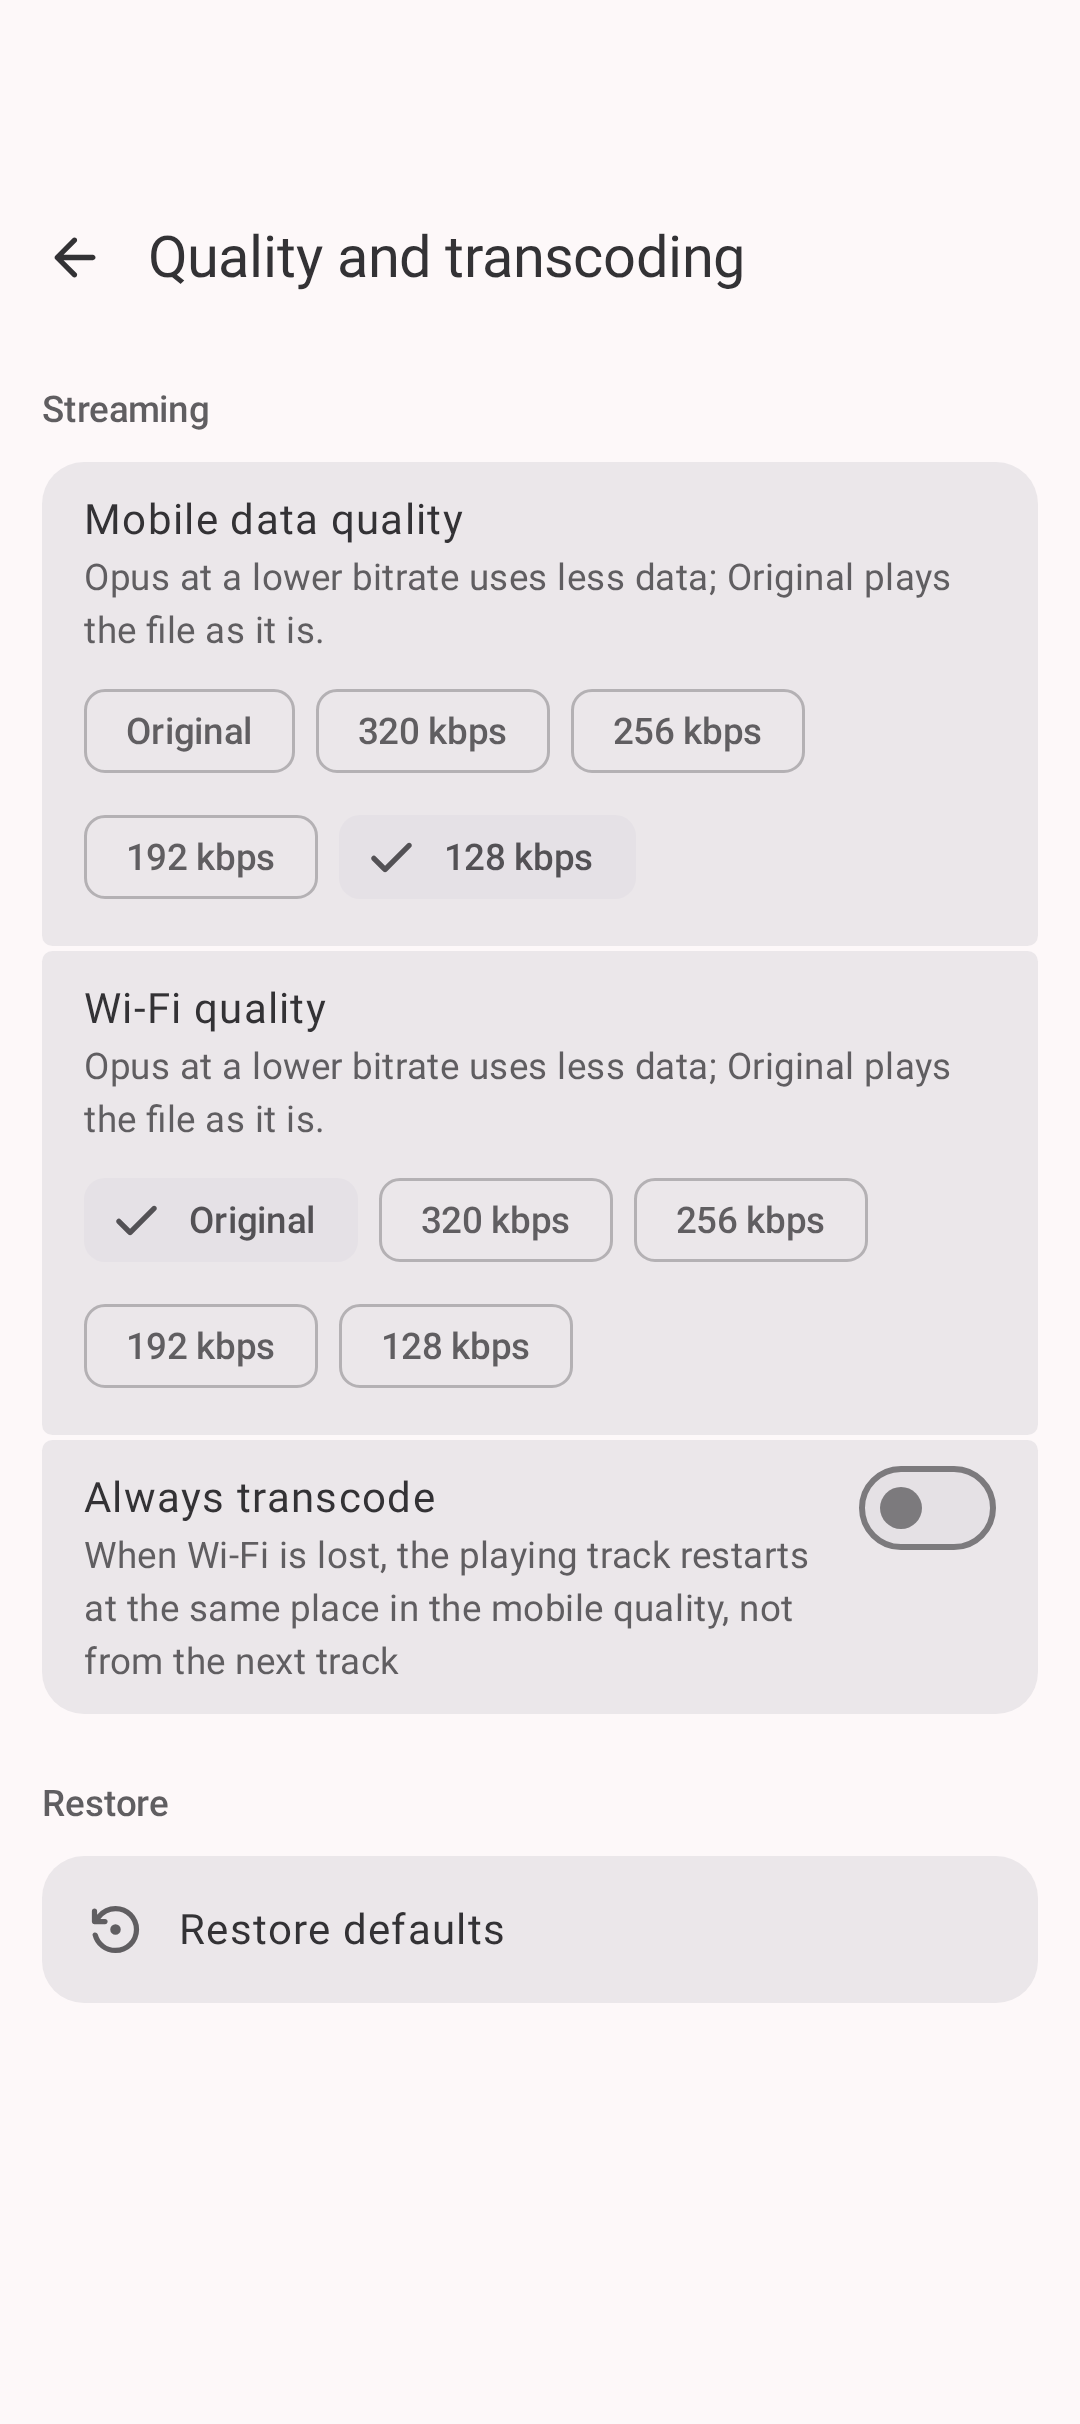 Quality and transcoding
Streaming
Mobile data quality
Opus at a lower bitrate uses less data; Original plays
the file as it is.
Original
320 kbps
256 kbps
192 kbps
128 kbps
Wi-Fi quality
Opus at a lower bitrate uses less data; Original plays
the file as it is.
Original
320 kbps
256 kbps
192 kbps
128 kbps
Always transcode
When Wi-Fi is lost, the playing track restarts
at the same place in the mobile quality, not
from the next track
Restore
Restore defaults